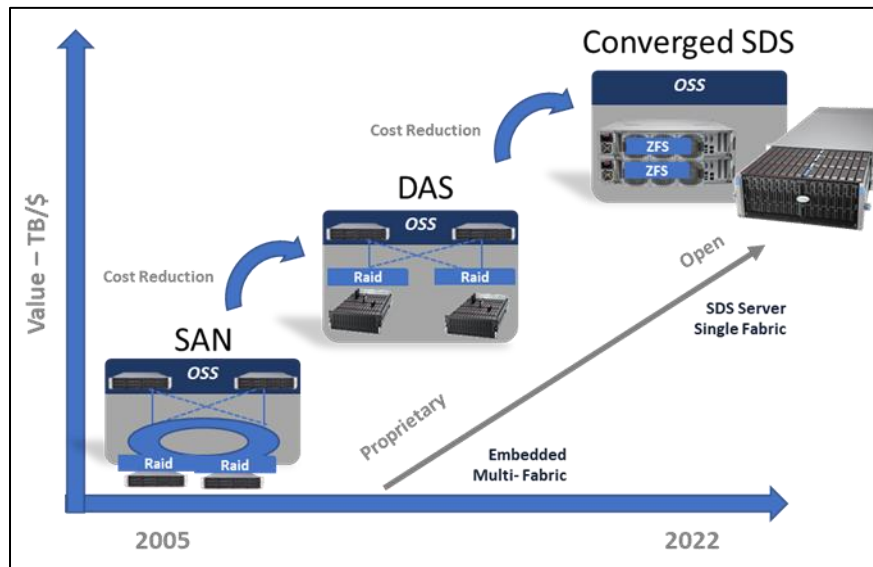 Converged SDS
OSS
ZFS
ZFS
Cost Reduction
DAS
OSS
Raid
Raid
Cost Reduction
SAN
OSS
Raid
Raid
Value – TB/$
Open
Proprietary
SDS Server
Single Fabric
Embedded
Multi- Fabric
2005
2022